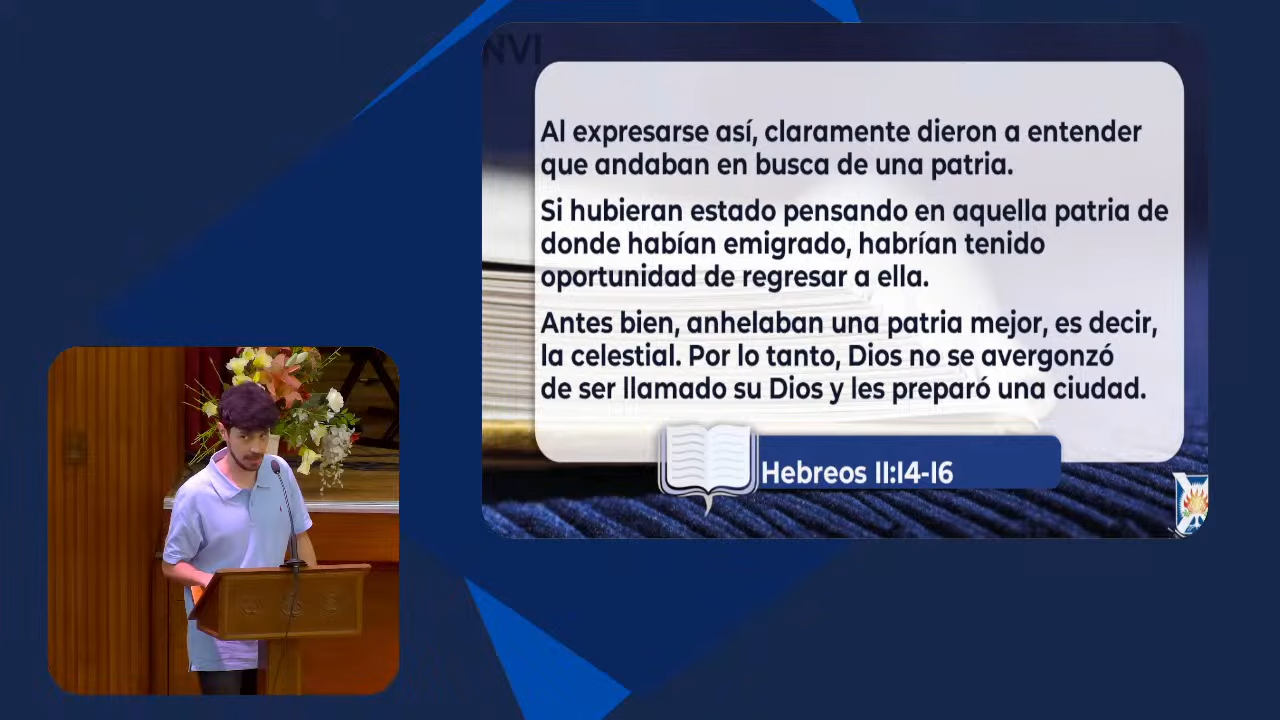 NVI
Al expresarse así, claramente dieron a entender
que andaban en busca de una patria.
Si hubieran estado pensando en aquella patria de
donde habían emigrado, habrían tenido
oportunidad de regresar a ella.
Antes bien, anhelaban una patria mejor, es decir,
la celestial. Por lo tanto, Dios no se avergonzó
de ser llamado su Dios y les preparó una ciudad.
Hebreos 11:14-16